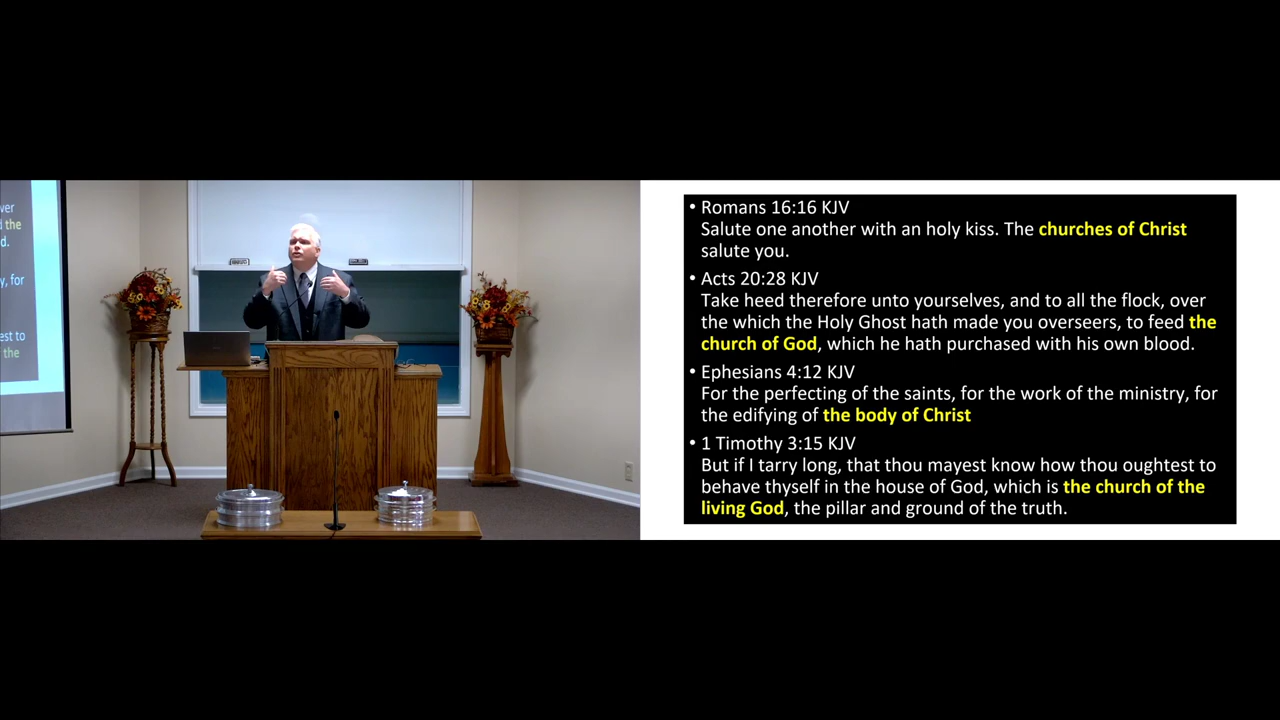 ver
the
d.
y, for
est to
the
• Romans 16:16 KJV
Salute one another with an holy kiss. The churches of Christ
salute you.
• Acts 20:28 KJV
Take heed therefore unto yourselves, and to all the flock, over
the which the Holy Ghost hath made you overseers, to feed the
church of God, which he hath purchased with his own blood.
• Ephesians 4:12 KJV
For the perfecting of the saints, for the work of the ministry, for
the edifying of the body of Christ
• 1 Timothy 3:15 KJV
But if I tarry long, that thou mayest know how thou oughtest to
behave thyself in the house of God, which is the church of the
living God, the pillar and ground of the truth.